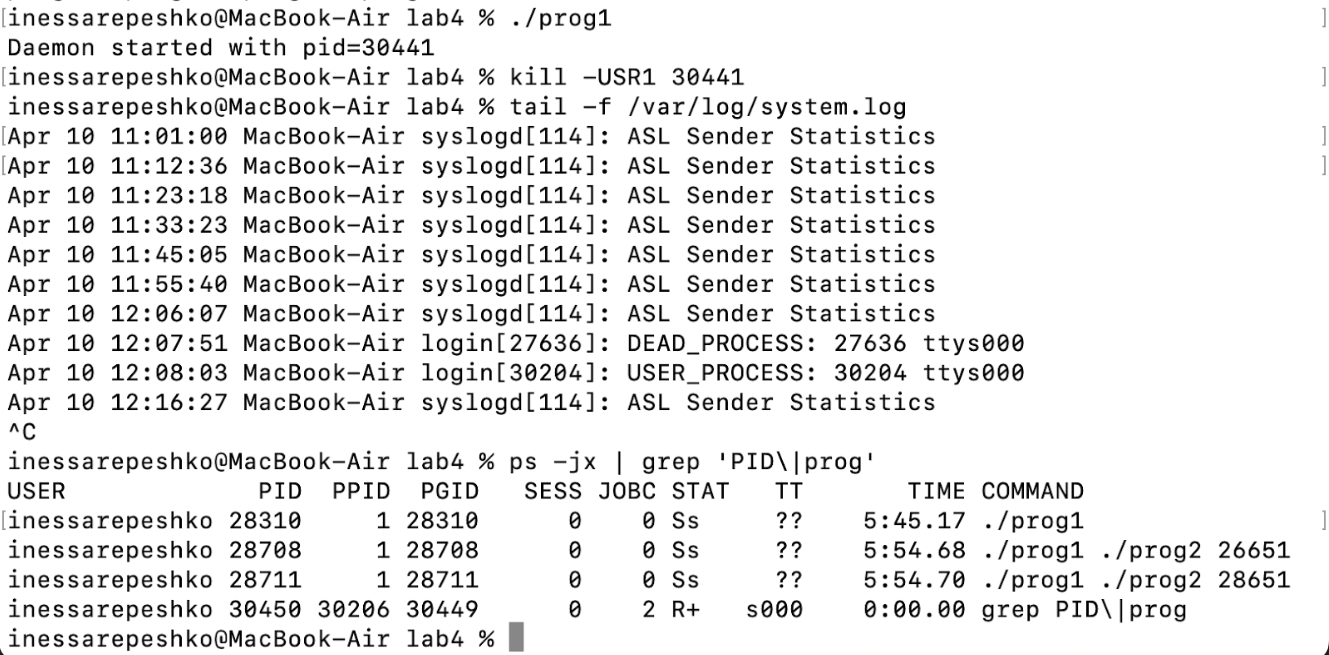 [inessarepeshko@MacBook-Air lab4 % ./prog1 ]
Daemon started with pid=30441
[inessarepeshko@MacBook-Air lab4 % kill -USR1 30441 ]
inessarepeshko@MacBook-Air lab4 % tail -f /var/log/system.log
[Apr 10 11:01:00 MacBook-Air syslogd[114]: ASL Sender Statistics ]
[Apr 10 11:12:36 MacBook-Air syslogd[114]: ASL Sender Statistics ]
Apr 10 11:23:18 MacBook-Air syslogd[114]: ASL Sender Statistics
Apr 10 11:33:23 MacBook-Air syslogd[114]: ASL Sender Statistics
Apr 10 11:45:05 MacBook-Air syslogd[114]: ASL Sender Statistics
Apr 10 11:55:40 MacBook-Air syslogd[114]: ASL Sender Statistics
Apr 10 12:06:07 MacBook-Air syslogd[114]: ASL Sender Statistics
Apr 10 12:07:51 MacBook-Air login[27636]: DEAD_PROCESS: 27636 ttys000
Apr 10 12:08:03 MacBook-Air login[30204]: USER_PROCESS: 30204 ttys000
Apr 10 12:16:27 MacBook-Air syslogd[114]: ASL Sender Statistics
^C
inessarepeshko@MacBook-Air lab4 % ps -jx | grep 'PID\|prog'
USER PID PPID PGID SESS JOBC STAT TT TIME COMMAND
[inessarepeshko 28310 1 28310 0 0 Ss ?? 5:45.17 ./prog1 ]
inessarepeshko 28708 1 28708 0 0 Ss ?? 5:54.68 ./prog1 ./prog2 26651
inessarepeshko 28711 1 28711 0 0 Ss ?? 5:54.70 ./prog1 ./prog2 28651
inessarepeshko 30450 30206 30449 0 2 R+ s000 0:00.00 grep PID\|prog
inessarepeshko@MacBook-Air lab4 %